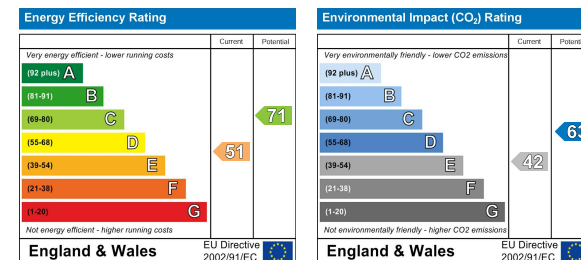 Energy Efficiency Rating
Current Potential
Very energy efficient - lower running costs
(92 plus) A
(81-91) B
(69-80) C
(55-68) D
(39-54) E
(21-38) F
(1-20) G
51
71
Not energy efficient - higher running costs
England & Wales
EU Directive
2002/91/EC
Environmental Impact (CO₂) Rating
Current Potential
Very environmentally friendly - lower CO2 emissions
(92 plus) A
(81-91) B
(69-80) C
(55-68) D
(39-54) E
(21-38) F
(1-20) G
42
63
Not environmentally friendly - higher CO2 emissions
England & Wales
EU Directive
2002/91/EC